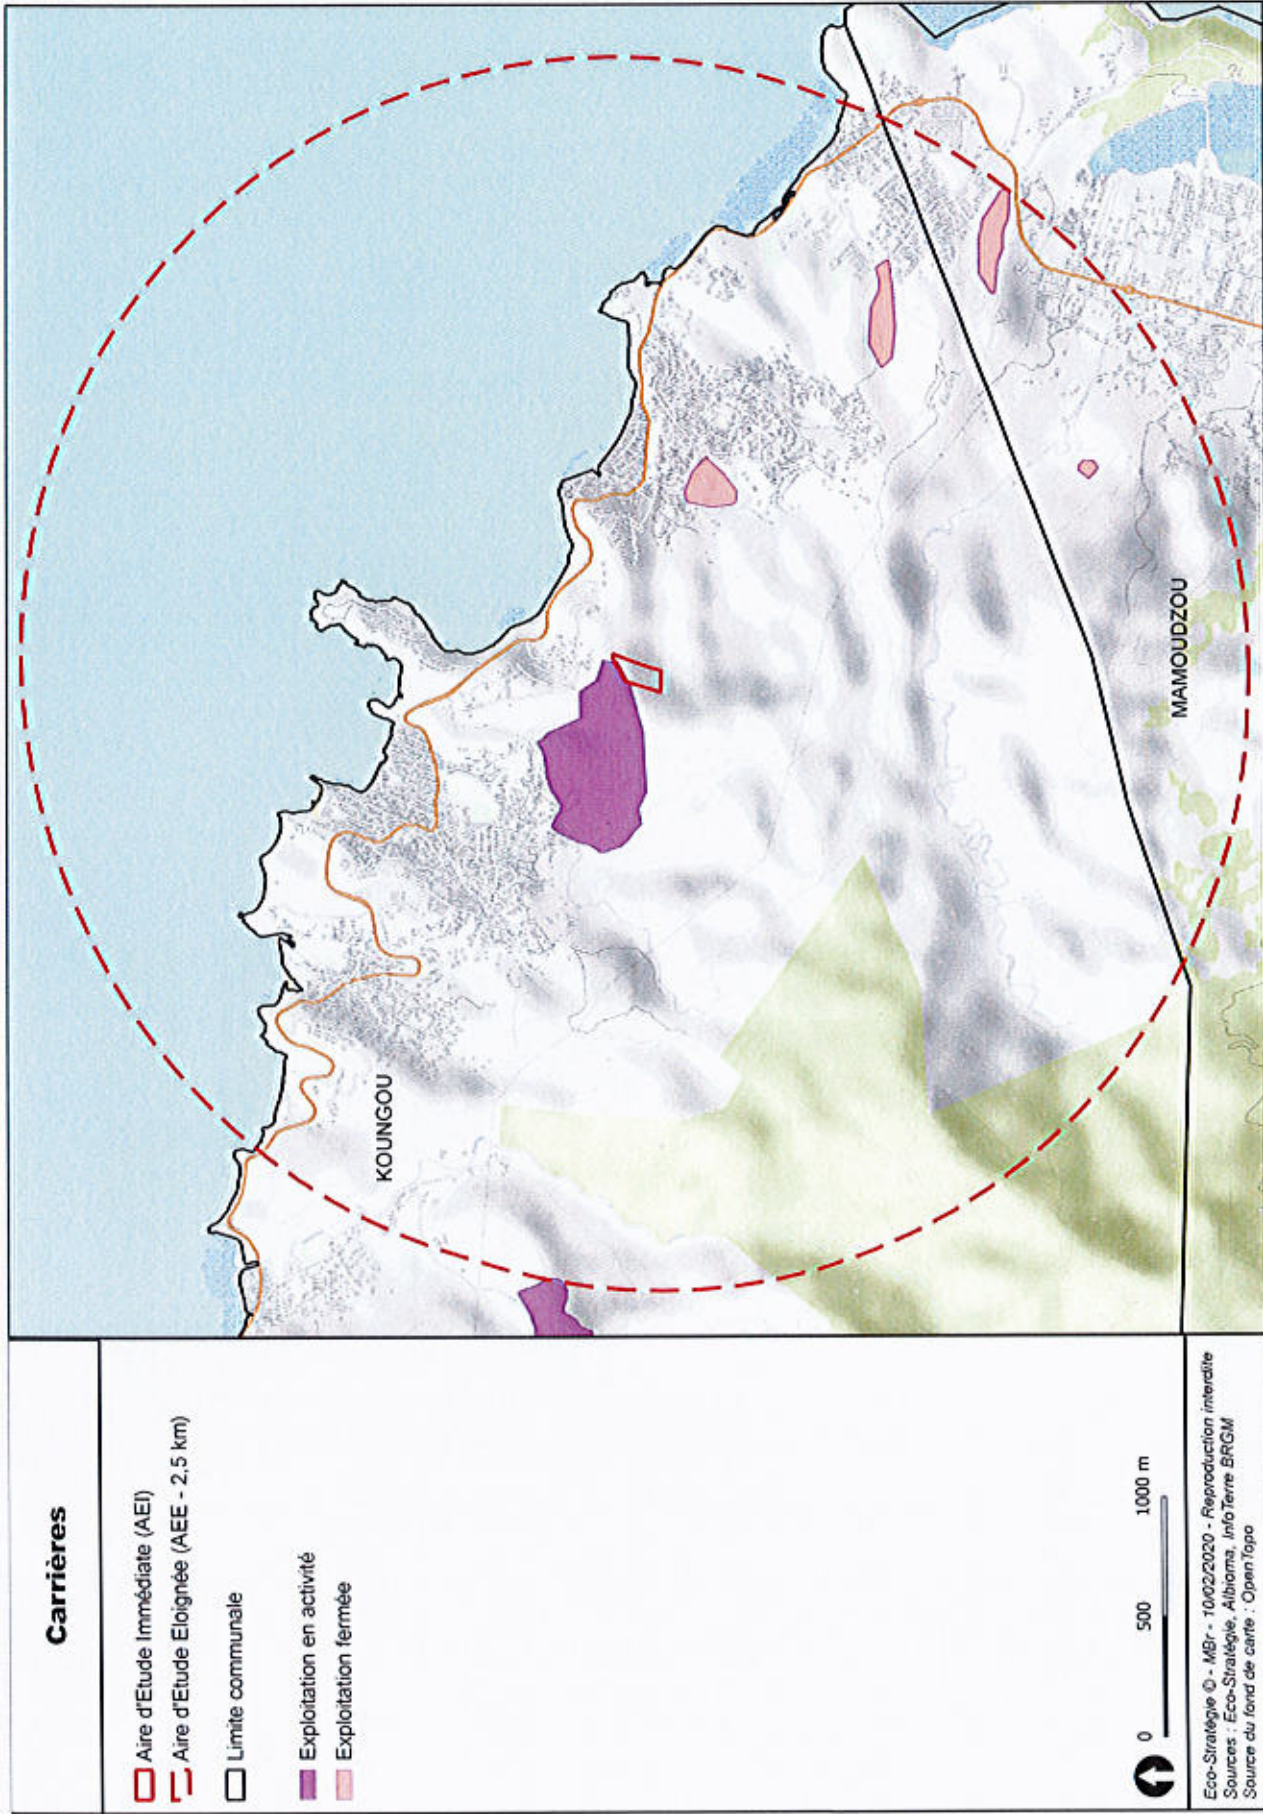 Carrières
Aire d'Etude Immédiate (AEI)
Aire d'Etude Eloignée (AEE - 2,5 km)
Limite communale
Exploitation en activité
Exploitation fermée
0 500 1000 m
Eco-Stratégie © - MBr - 10/02/2020 - Reproduction interdite
Sources : Eco-Stratégie, Albioma, InfoTerre BRGM
Source du fond de carte : OpenTopo
KOUNGOU
MAMOUDZOU